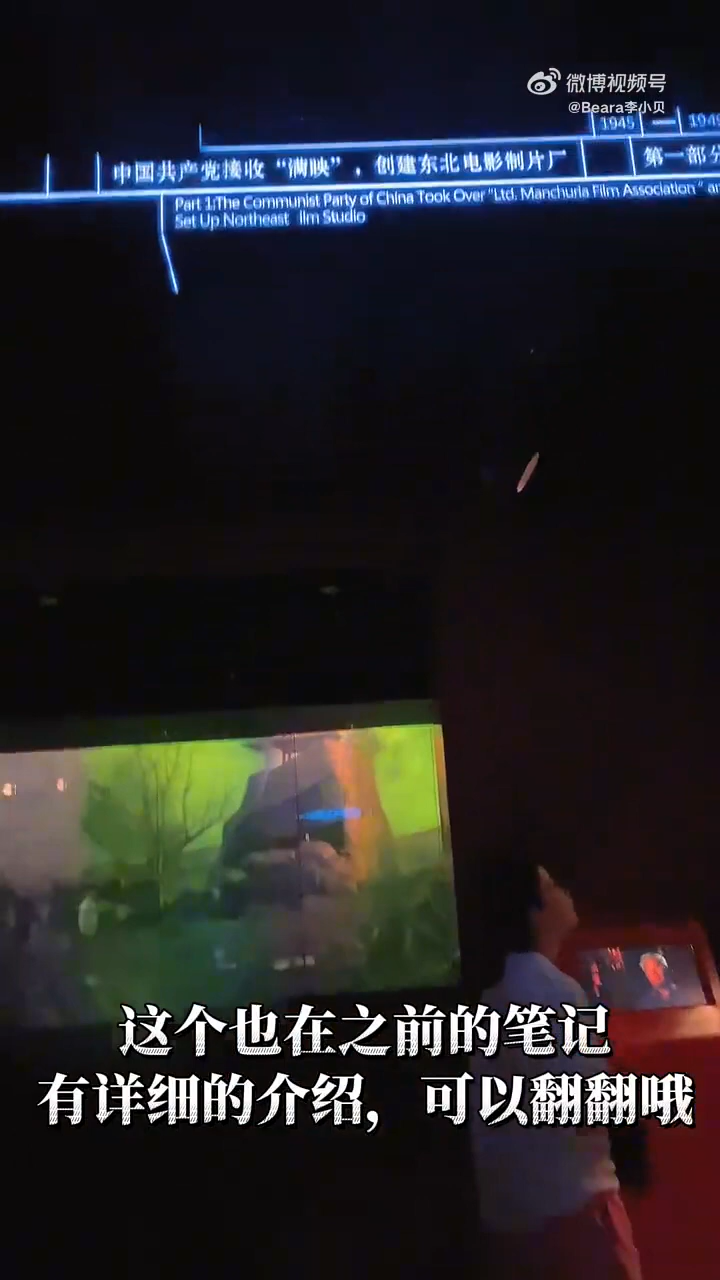 微博视频号
@Beara李小贝
1945 — 1949
中国共产党接收“满映”，创建东北电影制片厂
第一部分
Part 1:The Communist Party of China Took Over "Ltd. Manchuria Film Association" an
Set Up Northeast ilm Studio
这个也在之前的笔记
有详细的介绍，可以翻翻哦